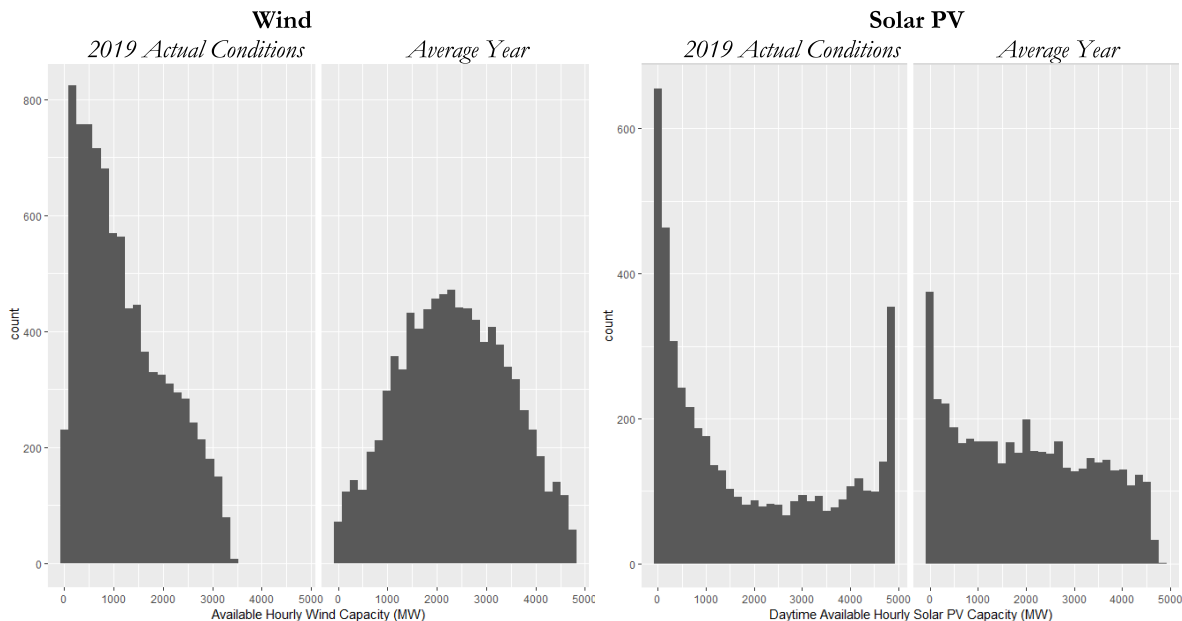 Wind
2019 Actual Conditions Average Year
count
800
600
400
200
0
0 1000 2000 3000 4000 5000 0 1000 2000 3000 4000 5000
Available Hourly Wind Capacity (MW)
Solar PV
2019 Actual Conditions Average Year
count
600
400
200
0
0 1000 2000 3000 4000 5000 0 1000 2000 3000 4000 5000
Daytime Available Hourly Solar PV Capacity (MW)